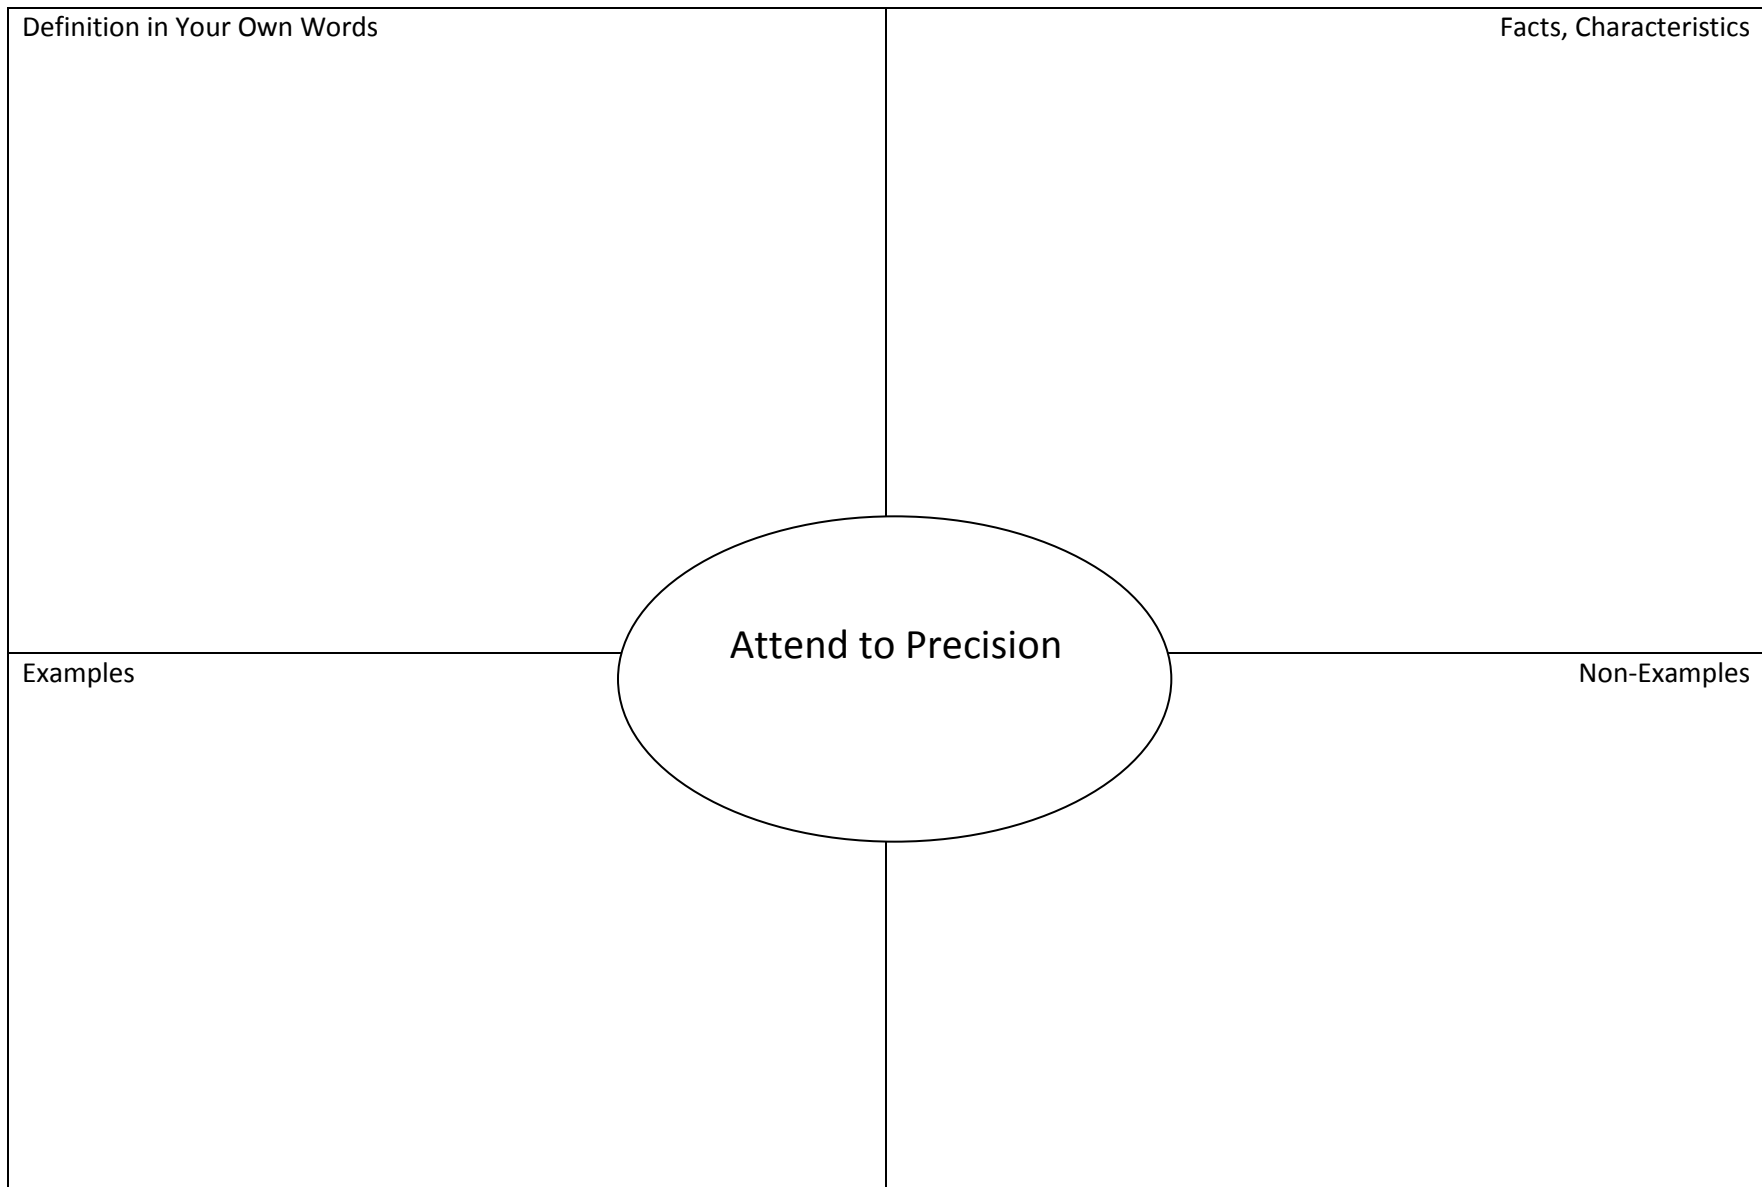 Definition in Your Own Words
Facts, Characteristics
Attend to Precision
Examples
Non-Examples